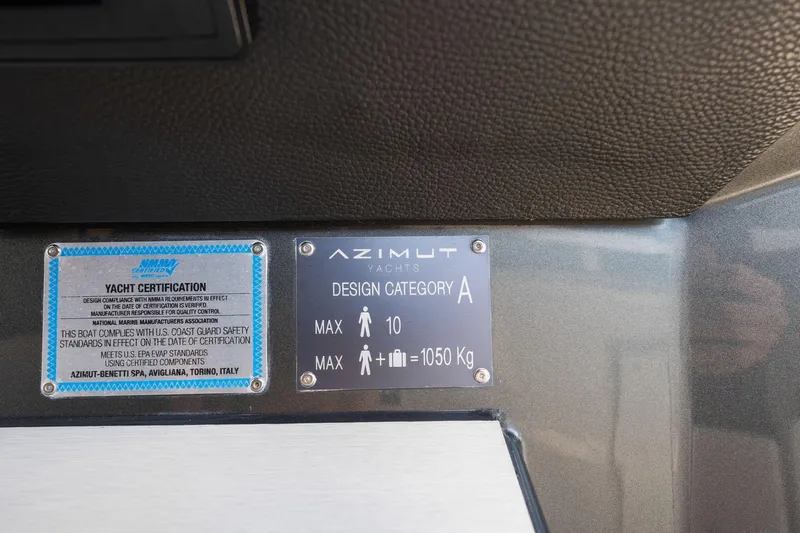 NMMA
CERTIFIED
YACHT CERTIFICATION
DESIGN COMPLIANCE WITH NMMA REQUIREMENTS IN EFFECT
ON THE DATE OF CERTIFICATION IS VERIFIED.
MANUFACTURER RESPONSIBLE FOR QUALITY CONTROL.
NATIONAL MARINE MANUFACTURERS ASSOCIATION
THIS BOAT COMPLIES WITH U.S. COAST GUARD SAFETY
STANDARDS IN EFFECT ON THE DATE OF CERTIFICATION
MEETS U.S. EPA EVAP STANDARDS
USING CERTIFIED COMPONENTS
AZIMUT-BENETTI SPA, AVIGLIANA, TORINO, ITALY
AZIMUT
YACHTS
DESIGN CATEGORY A
MAX 10
MAX + = 1050 Kg